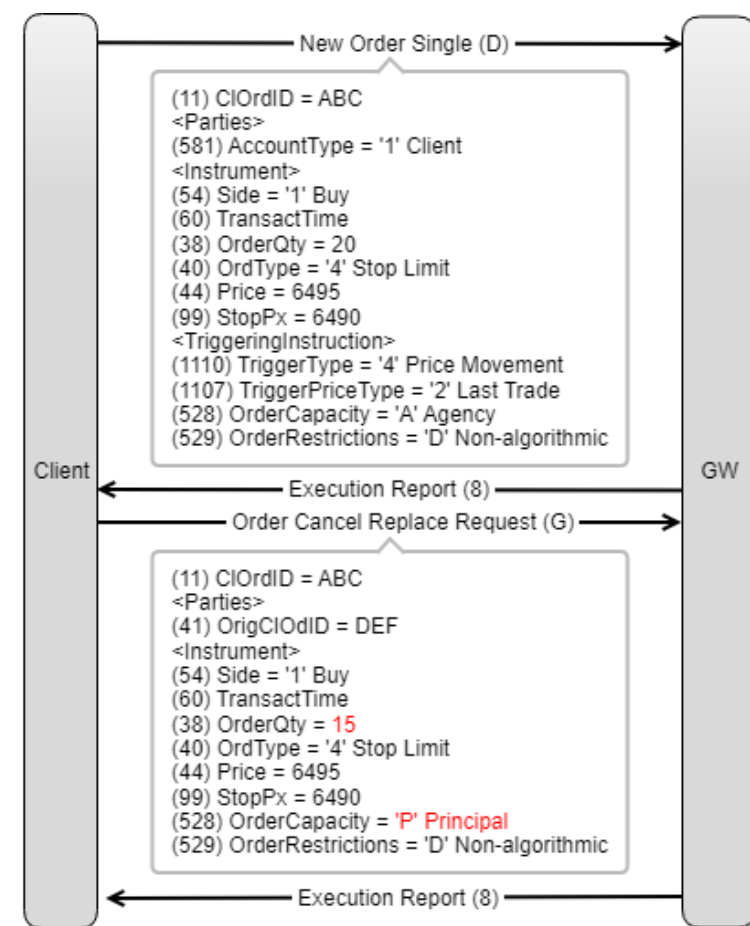 New Order Single (D)
(11) ClOrdID = ABC
<Parties>
(581) AccountType = '1' Client
<Instrument>
(54) Side = '1' Buy
(60) TransactTime
(38) OrderQty = 20
(40) OrdType = '4' Stop Limit
(44) Price = 6495
(99) StopPx = 6490
<TriggeringInstruction>
(1110) TriggerType = '4' Price Movement
(1107) TriggerPriceType = '2' Last Trade
(528) OrderCapacity = 'A' Agency
(529) OrderRestrictions = 'D' Non-algorithmic
Client
GW
Execution Report (8)
Order Cancel Replace Request (G)
(11) ClOrdID = ABC
<Parties>
(41) OrigClOdID = DEF
<Instrument>
(54) Side = '1' Buy
(60) TransactTime
(38) OrderQty = 15
(40) OrdType = '4' Stop Limit
(44) Price = 6495
(99) StopPx = 6490
(528) OrderCapacity = 'P' Principal
(529) OrderRestrictions = 'D' Non-algorithmic
Execution Report (8)